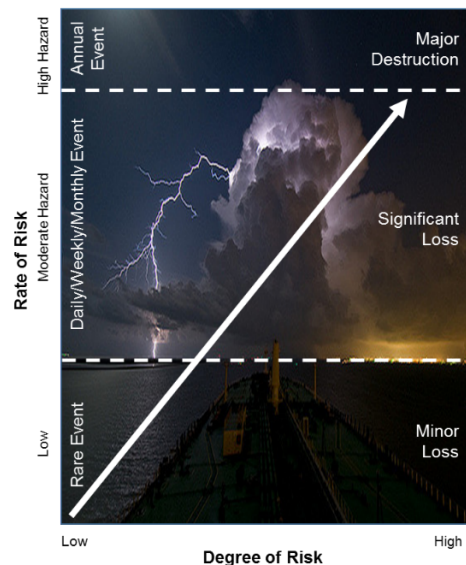 High Hazard
Annual
Event
Major
Destruction
Rate of Risk
Moderate Hazard
Daily/Weekly/Monthly Event
Significant
Loss
Low
Rare Event
Minor
Loss
Low
High
Degree of Risk